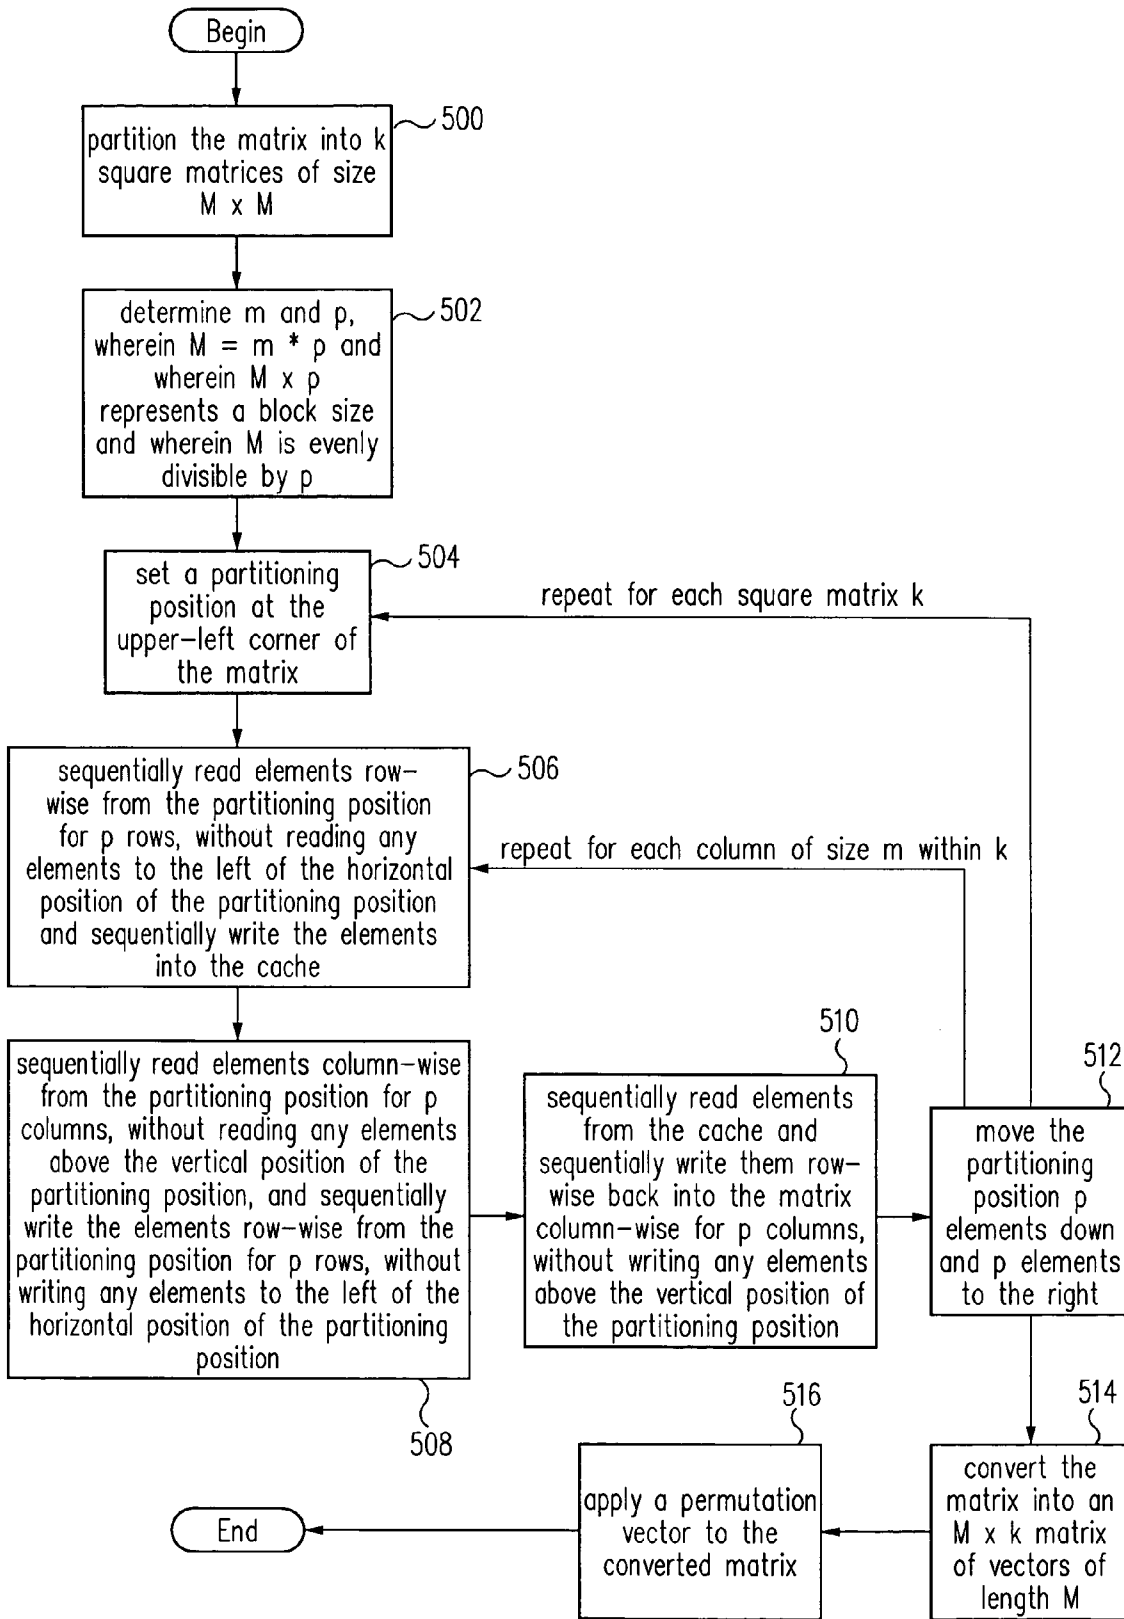 Begin
500
partition the matrix into k
square matrices of size
M x M
502
determine m and p,
wherein M = m * p and
wherein M x p
represents a block size
and wherein M is evenly
divisible by p
504
set a partitioning
position at the
upper-left corner of
the matrix
repeat for each square matrix k
506
sequentially read elements row-
wise from the partitioning position
for p rows, without reading any
elements to the left of the horizontal
position of the partitioning position
and sequentially write the elements
into the cache
repeat for each column of size m within k
sequentially read elements column-wise
from the partitioning position for p
columns, without reading any elements
above the vertical position of the
partitioning position, and sequentially
write the elements row-wise from the
partitioning position for p rows, without
writing any elements to the left of the
horizontal position of the partitioning
position
508
510
sequentially read elements
from the cache and
sequentially write them row-
wise back into the matrix
column-wise for p columns,
without writing any elements
above the vertical position of
the partitioning position
512
move the
partitioning
position p
elements down
and p elements
to the right
514
convert the
matrix into an
M x k matrix
of vectors of
length M
516
apply a permutation
vector to the
converted matrix
End